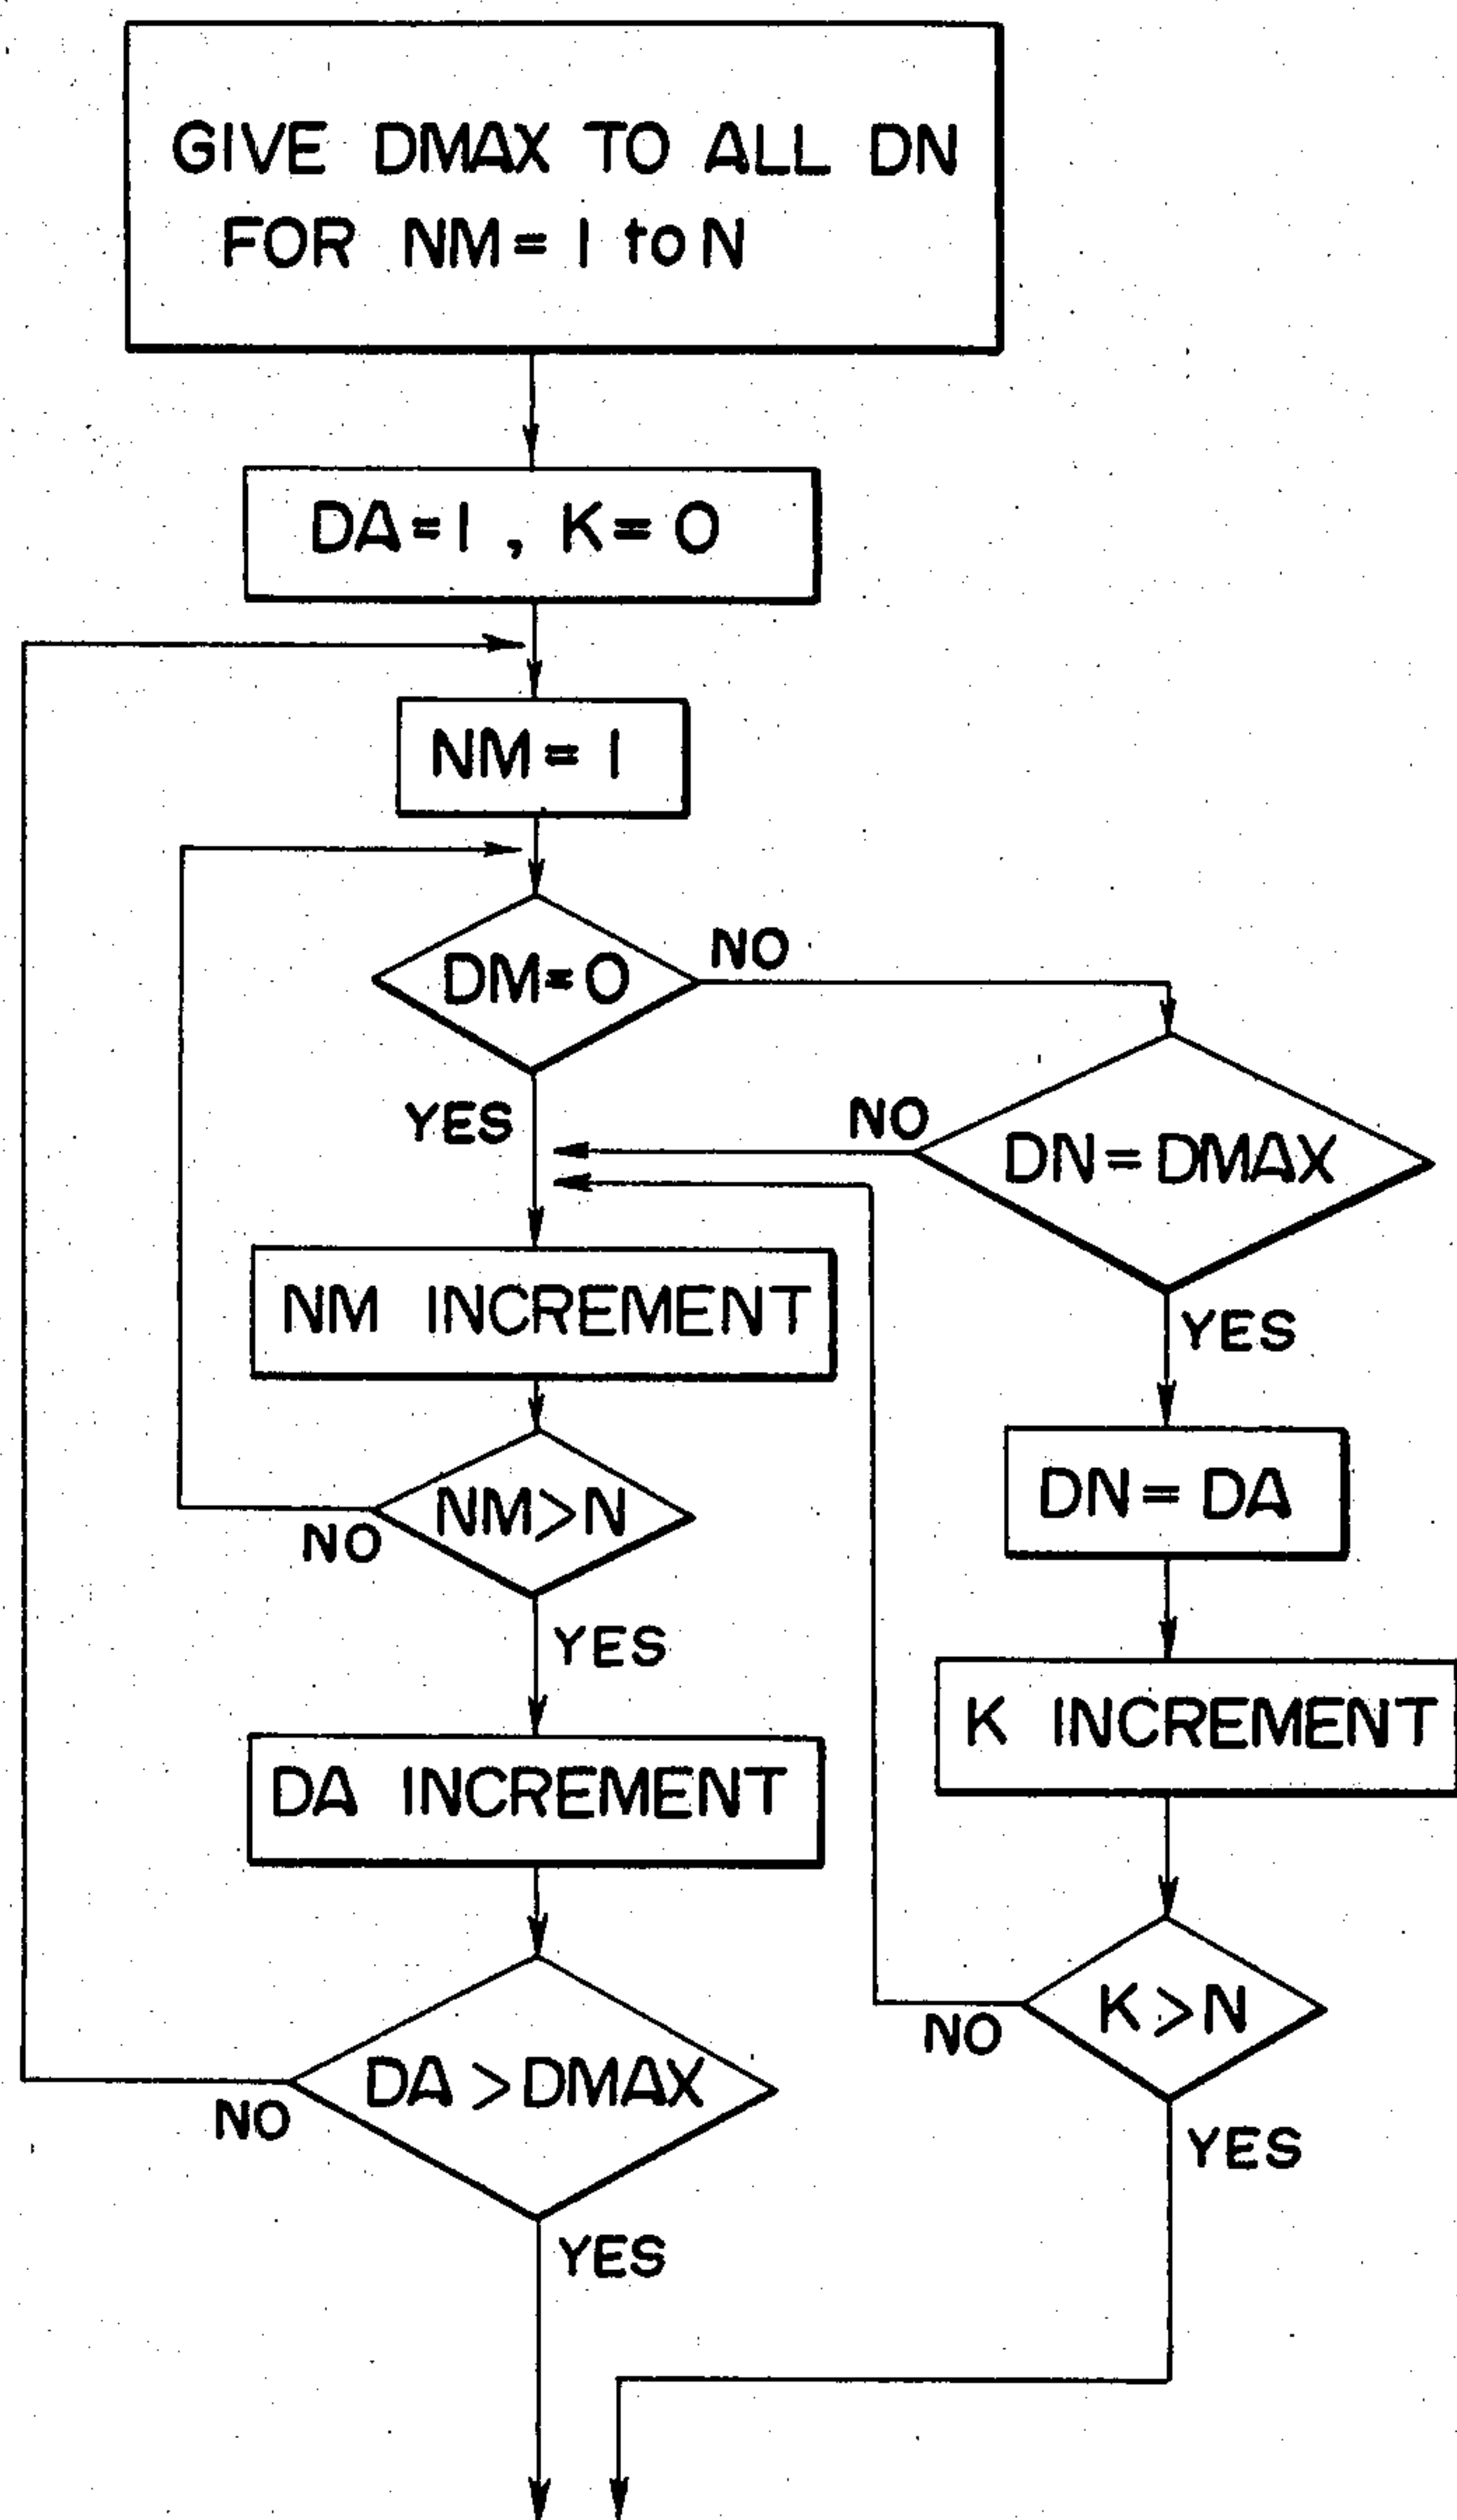 GIVE DMAX TO ALL DN
FOR NM = 1 to N
DA = 1 , K = 0
NM = 1
DM = 0
NO
YES
NO
DN = DMAX
NM INCREMENT
YES
DN = DA
NM > N
NO
YES
K INCREMENT
DA INCREMENT
K > N
NO
DA > DMAX
NO
YES
YES